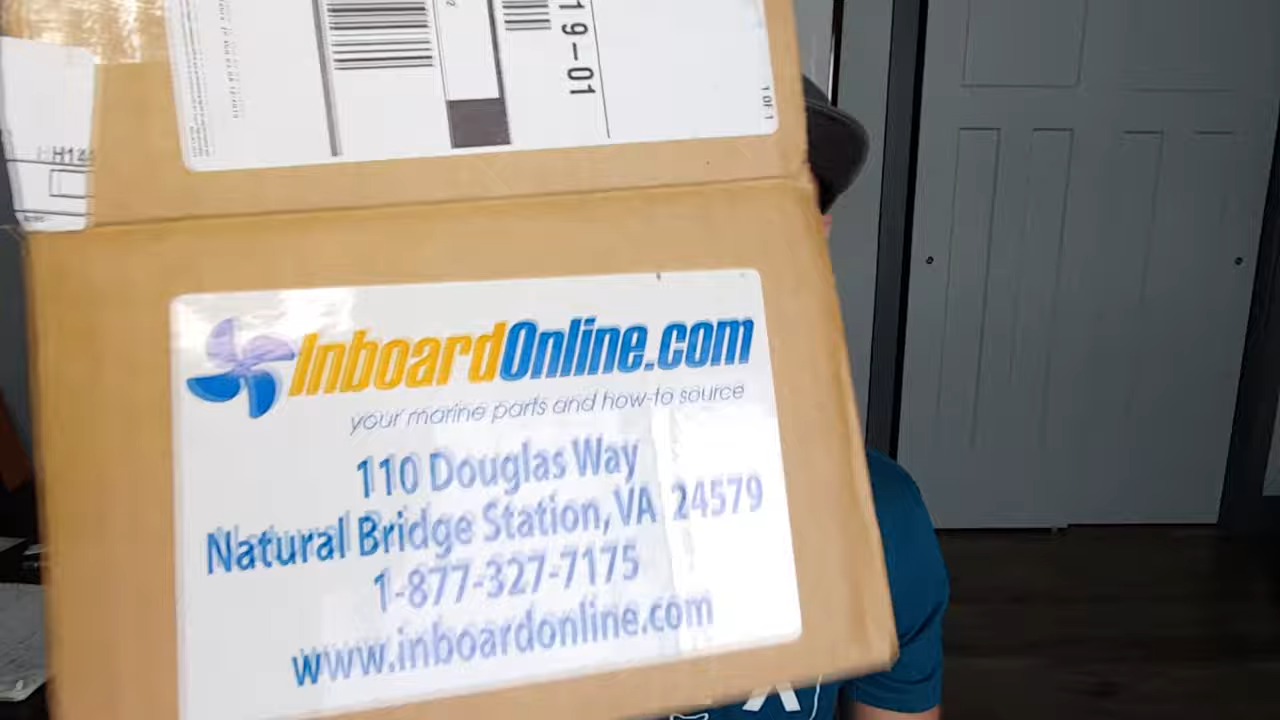 19-01
1 OF 1
InboardOnline.com
your marine parts and how-to source
110 Douglas Way
Natural Bridge Station, VA 24579
1-877-327-7175
www.inboardonline.com